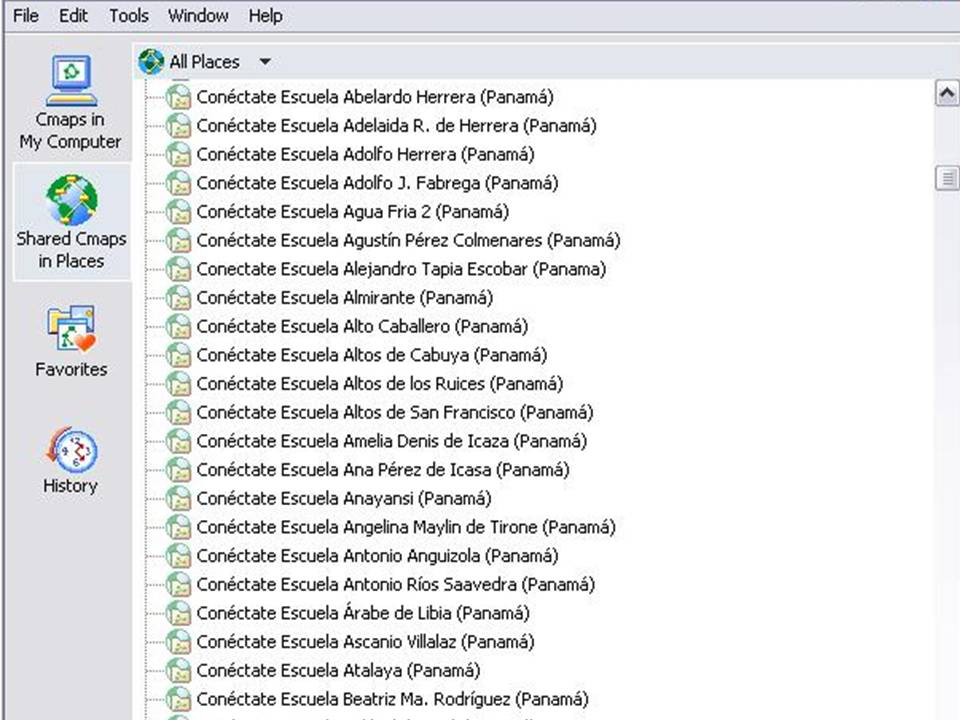 File Edit Tools Window Help
All Places
Cmaps in
My Computer
Shared Cmaps
in Places
Favorites
History
Conéctate Escuela Abelardo Herrera (Panamá)
Conéctate Escuela Adelaida R. de Herrera (Panamá)
Conéctate Escuela Adolfo Herrera (Panamá)
Conéctate Escuela Adolfo J. Fabrega (Panamá)
Conéctate Escuela Agua Fria 2 (Panamá)
Conéctate Escuela Agustín Pérez Colmenares (Panamá)
Conectate Escuela Alejandro Tapia Escobar (Panama)
Conéctate Escuela Almirante (Panamá)
Conéctate Escuela Alto Caballero (Panamá)
Conéctate Escuela Altos de Cabuya (Panamá)
Conéctate Escuela Altos de los Ruices (Panamá)
Conéctate Escuela Altos de San Francisco (Panamá)
Conéctate Escuela Amelia Denis de Icaza (Panamá)
Conéctate Escuela Ana Pérez de Icasa (Panamá)
Conéctate Escuela Anayansi (Panamá)
Conéctate Escuela Angelina Maylin de Tirone (Panamá)
Conéctate Escuela Antonio Anguizola (Panamá)
Conéctate Escuela Antonio Ríos Saavedra (Panamá)
Conéctate Escuela Árabe de Libia (Panamá)
Conéctate Escuela Ascanio Villalaz (Panamá)
Conéctate Escuela Atalaya (Panamá)
Conéctate Escuela Beatriz Ma. Rodríguez (Panamá)